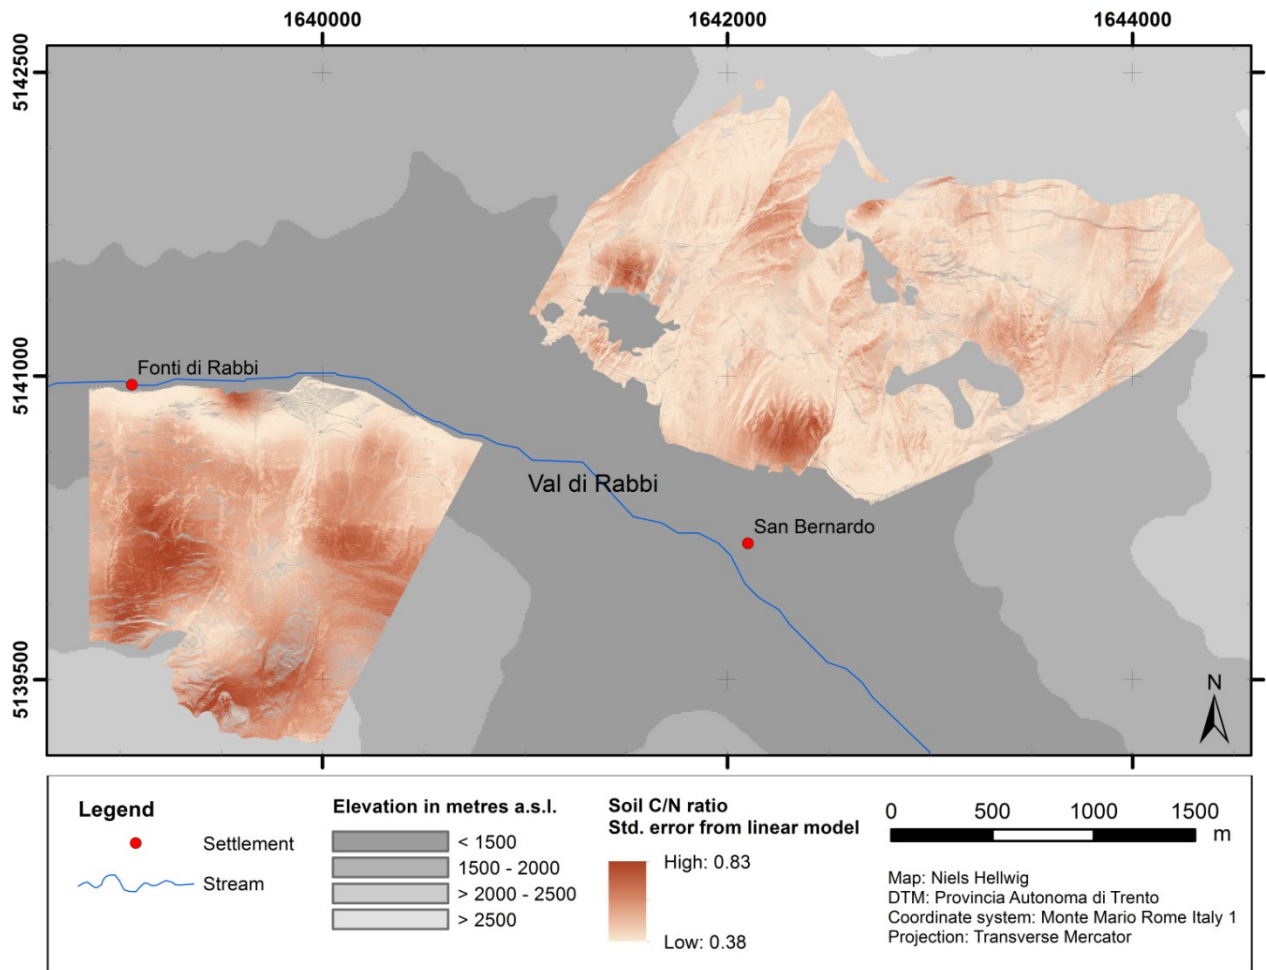 1640000
1642000
1644000
5142500
5141000
5139500
Fonti di Rabbi
Val di Rabbi
San Bernardo
N
Legend
Settlement
Stream
Elevation in metres a.s.l.
< 1500
1500 - 2000
> 2000 - 2500
> 2500
Soil C/N ratio
Std. error from linear model
High: 0.83
Low: 0.38
0 500 1000 1500
m
Map: Niels Hellwig
DTM: Provincia Autonoma di Trento
Coordinate system: Monte Mario Rome Italy 1
Projection: Transverse Mercator